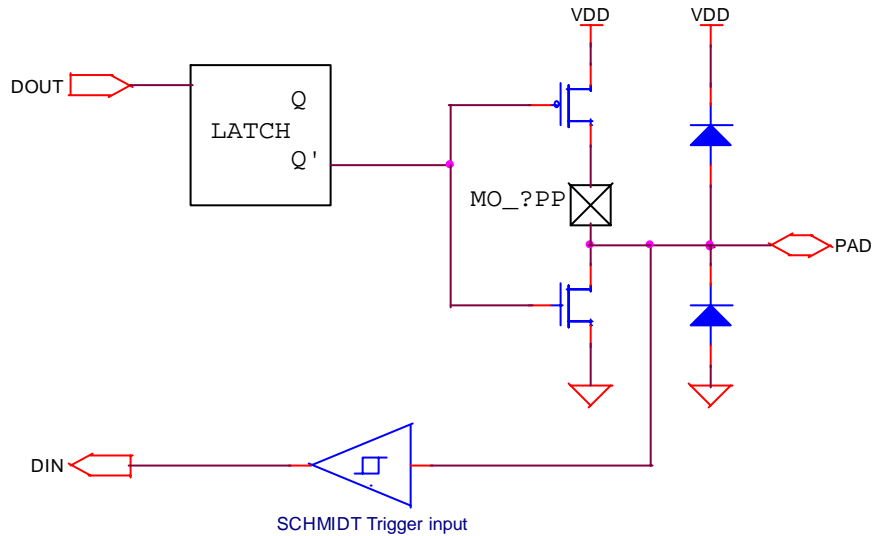 VDD
VDD
DOUT
Q
LATCH
Q'
MO_?PP
PAD
DIN
SCHMIDT Trigger input